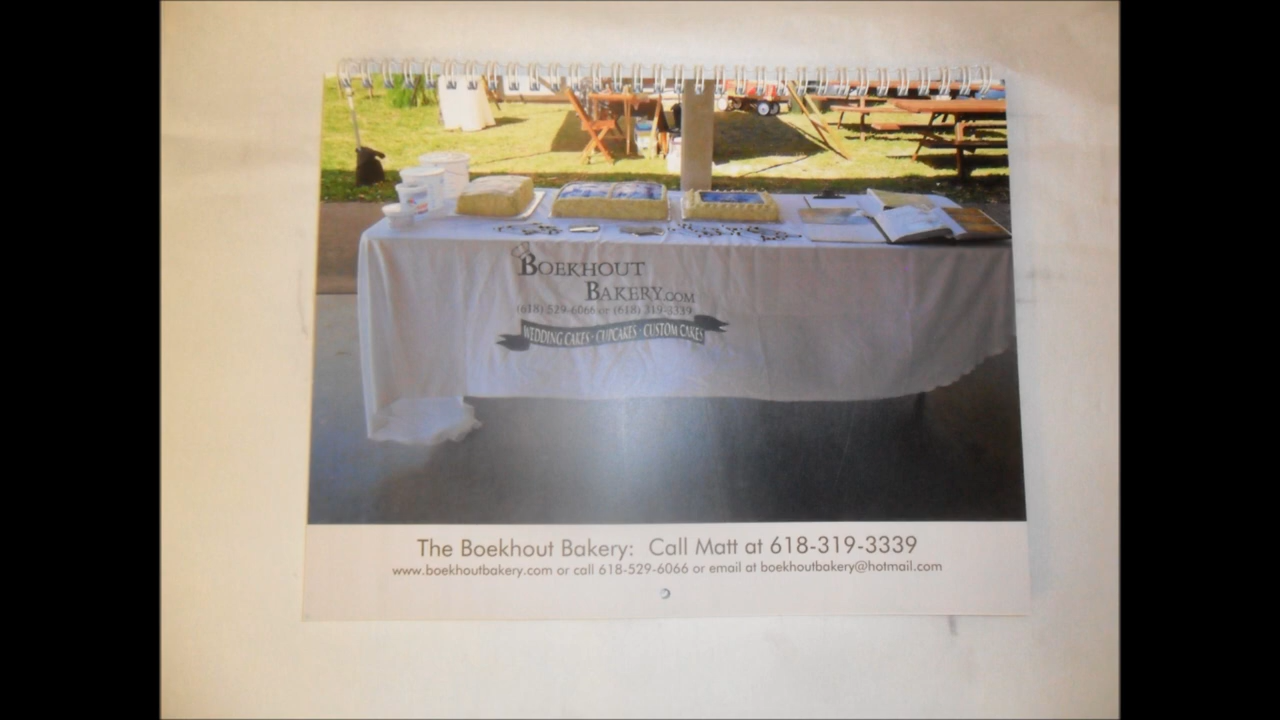 BOEKHOUT
BAKERY.COM
(618) 529-6066 or (618) 319-3339
WEDDING CAKES · CUPCAKES · CUSTOM CAKES
The Boekhout Bakery: Call Matt at 618-319-3339
www.boekhoutbakery.com or call 618-529-6066 or email at boekhoutbakery@hotmail.com